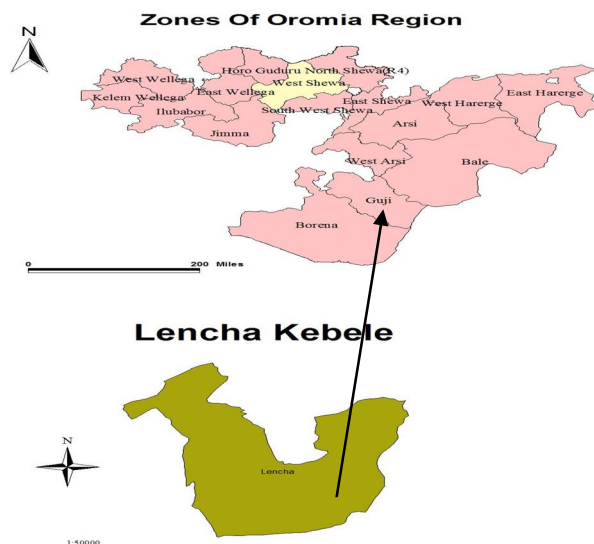 Zones Of Oromia Region
N
Horo Guduru North Shewa(R4)
West Wellega
West Shewa
East Wellega
Kelem Wellega
East Harerge
East Shewa
West Harerge
Ilubabor
South West Shewa
Arsi
Jimma
West Arsi
Bale
Guji
Borena
0 200 Miles
Lencha Kebele
N
Lencha
1:50000